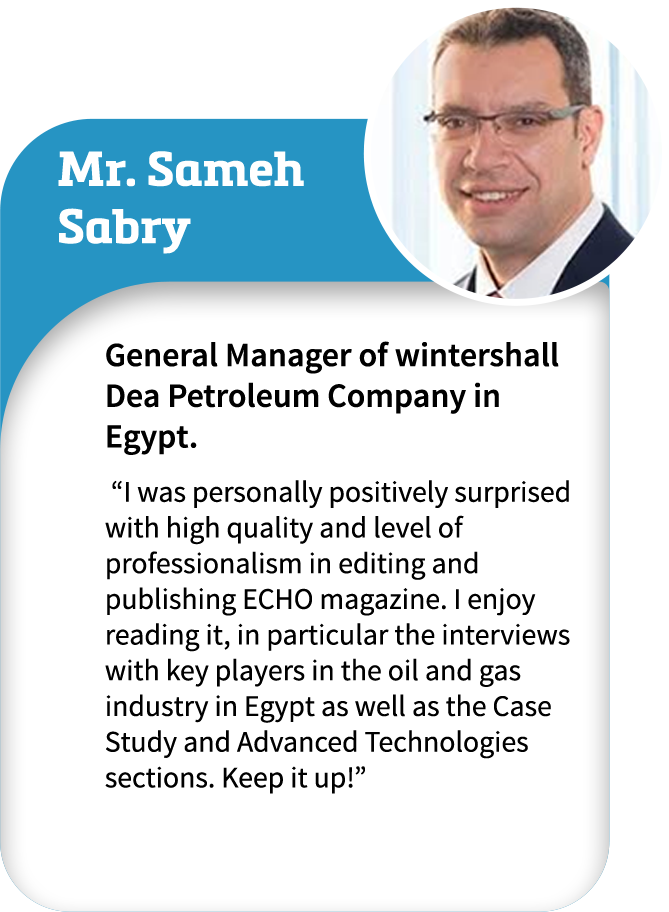 Mr. Sameh
Sabry
General Manager of wintershall
Dea Petroleum Company in
Egypt.
“I was personally positively surprised
with high quality and level of
professionalism in editing and
publishing ECHO magazine. I enjoy
reading it, in particular the interviews
with key players in the oil and gas
industry in Egypt as well as the Case
Study and Advanced Technologies
sections. Keep it up!”